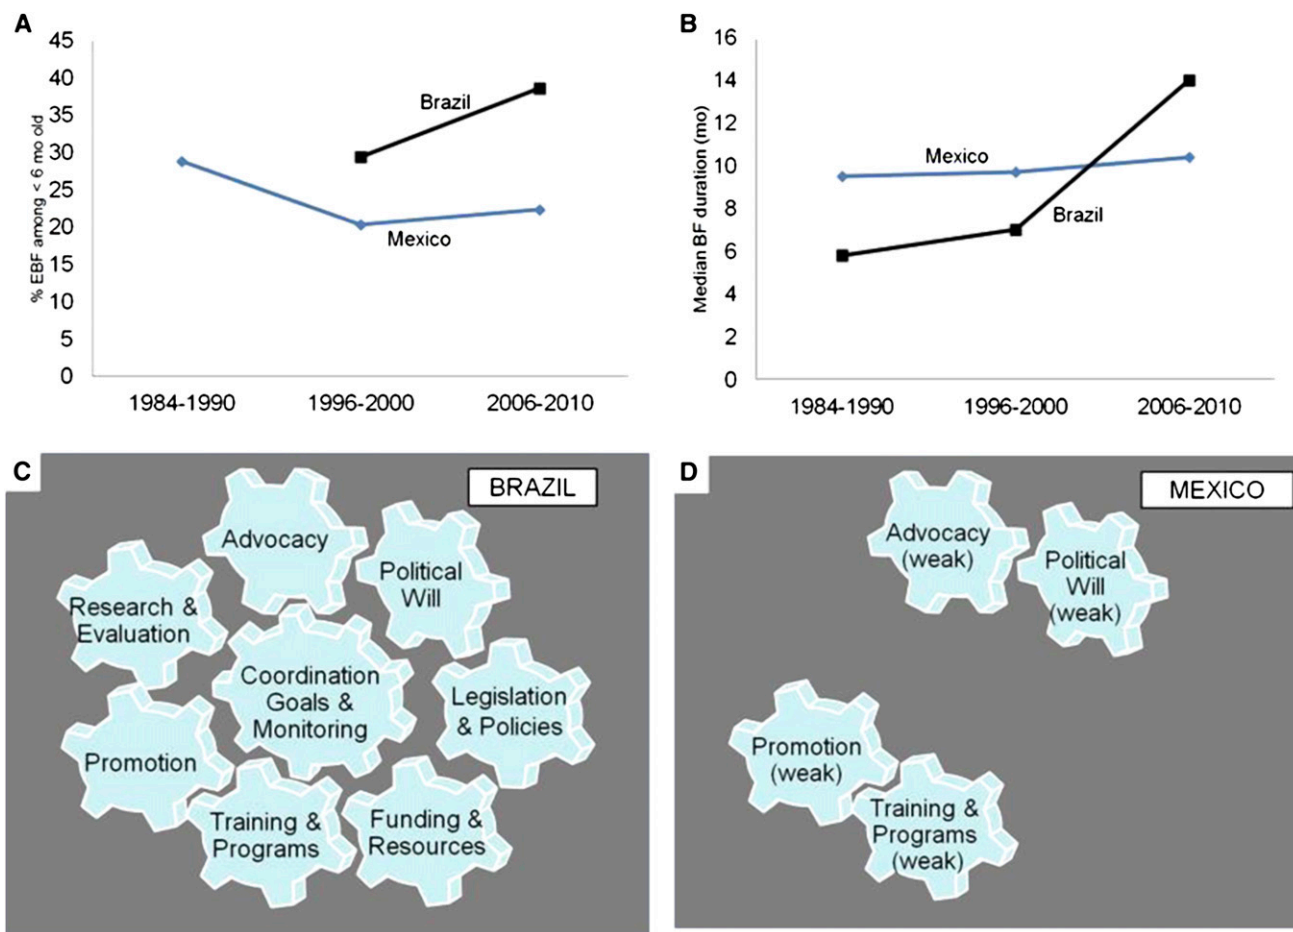 A
% EBF among < 6 mo old
45
40
35
30
25
20
15
10
5
0
Brazil
Mexico
1984-1990
1996-2000
2006-2010
B
Median BF duration (mo)
16
14
12
10
8
6
4
2
0
Mexico
Brazil
1984-1990
1996-2000
2006-2010
C
BRAZIL
Advocacy
Political
Will
Research &
Evaluation
Coordination
Goals &
Monitoring
Legislation
& Policies
Promotion
Training &
Programs
Funding &
Resources
D
MEXICO
Advocacy
(weak)
Political
Will
(weak)
Promotion
(weak)
Training &
Programs
(weak)